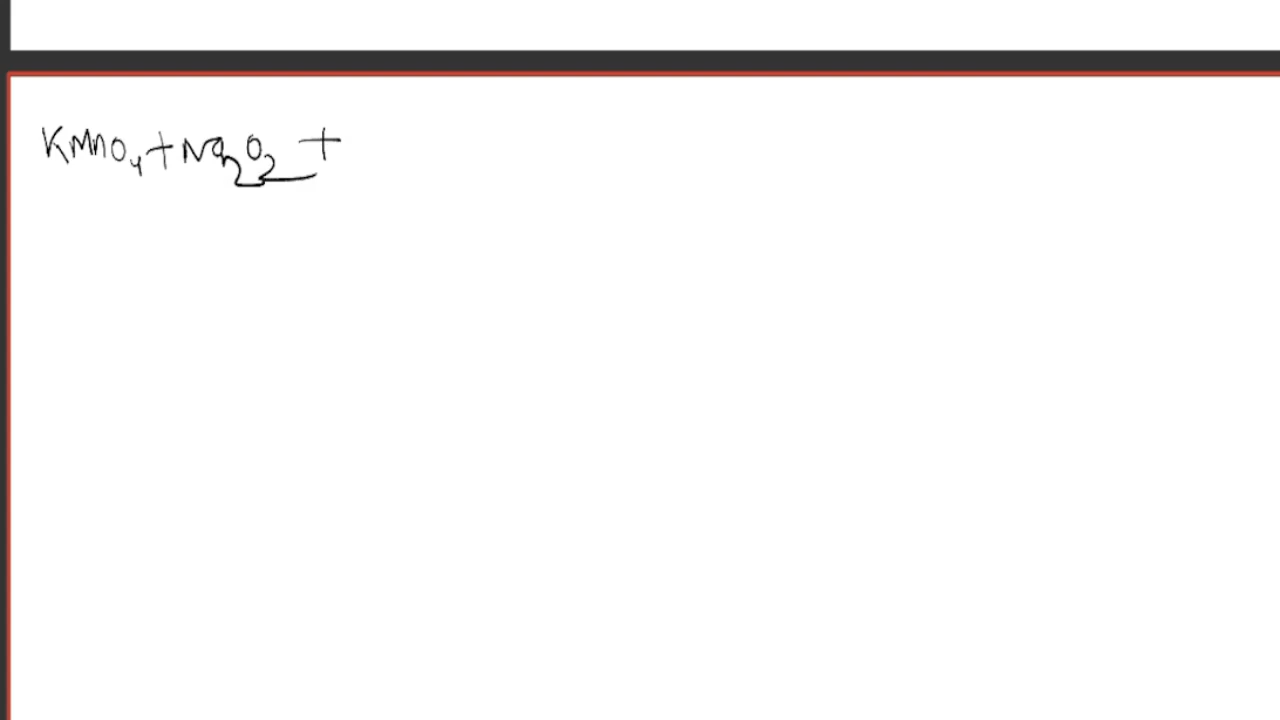 KMnO₄ + Na₂O₂ +